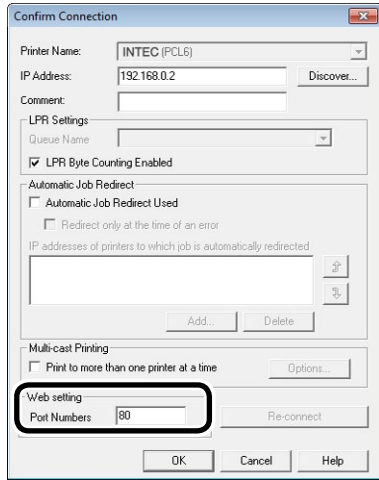 Confirm Connection
Printer Name: INTEC (PCL6)
IP Address: 192.168.0.2 Discover...
Comment:
LPR Settings
Queue Name
LPR Byte Counting Enabled
Automatic Job Redirect
Automatic Job Redirect Used
Redirect only at the time of an error
IP addresses of printers to which job is automatically redirected
Add... Delete
Multi-cast Printing
Print to more than one printer at a time Options...
Web setting
Port Numbers 80 Re-connect
OK Cancel Help